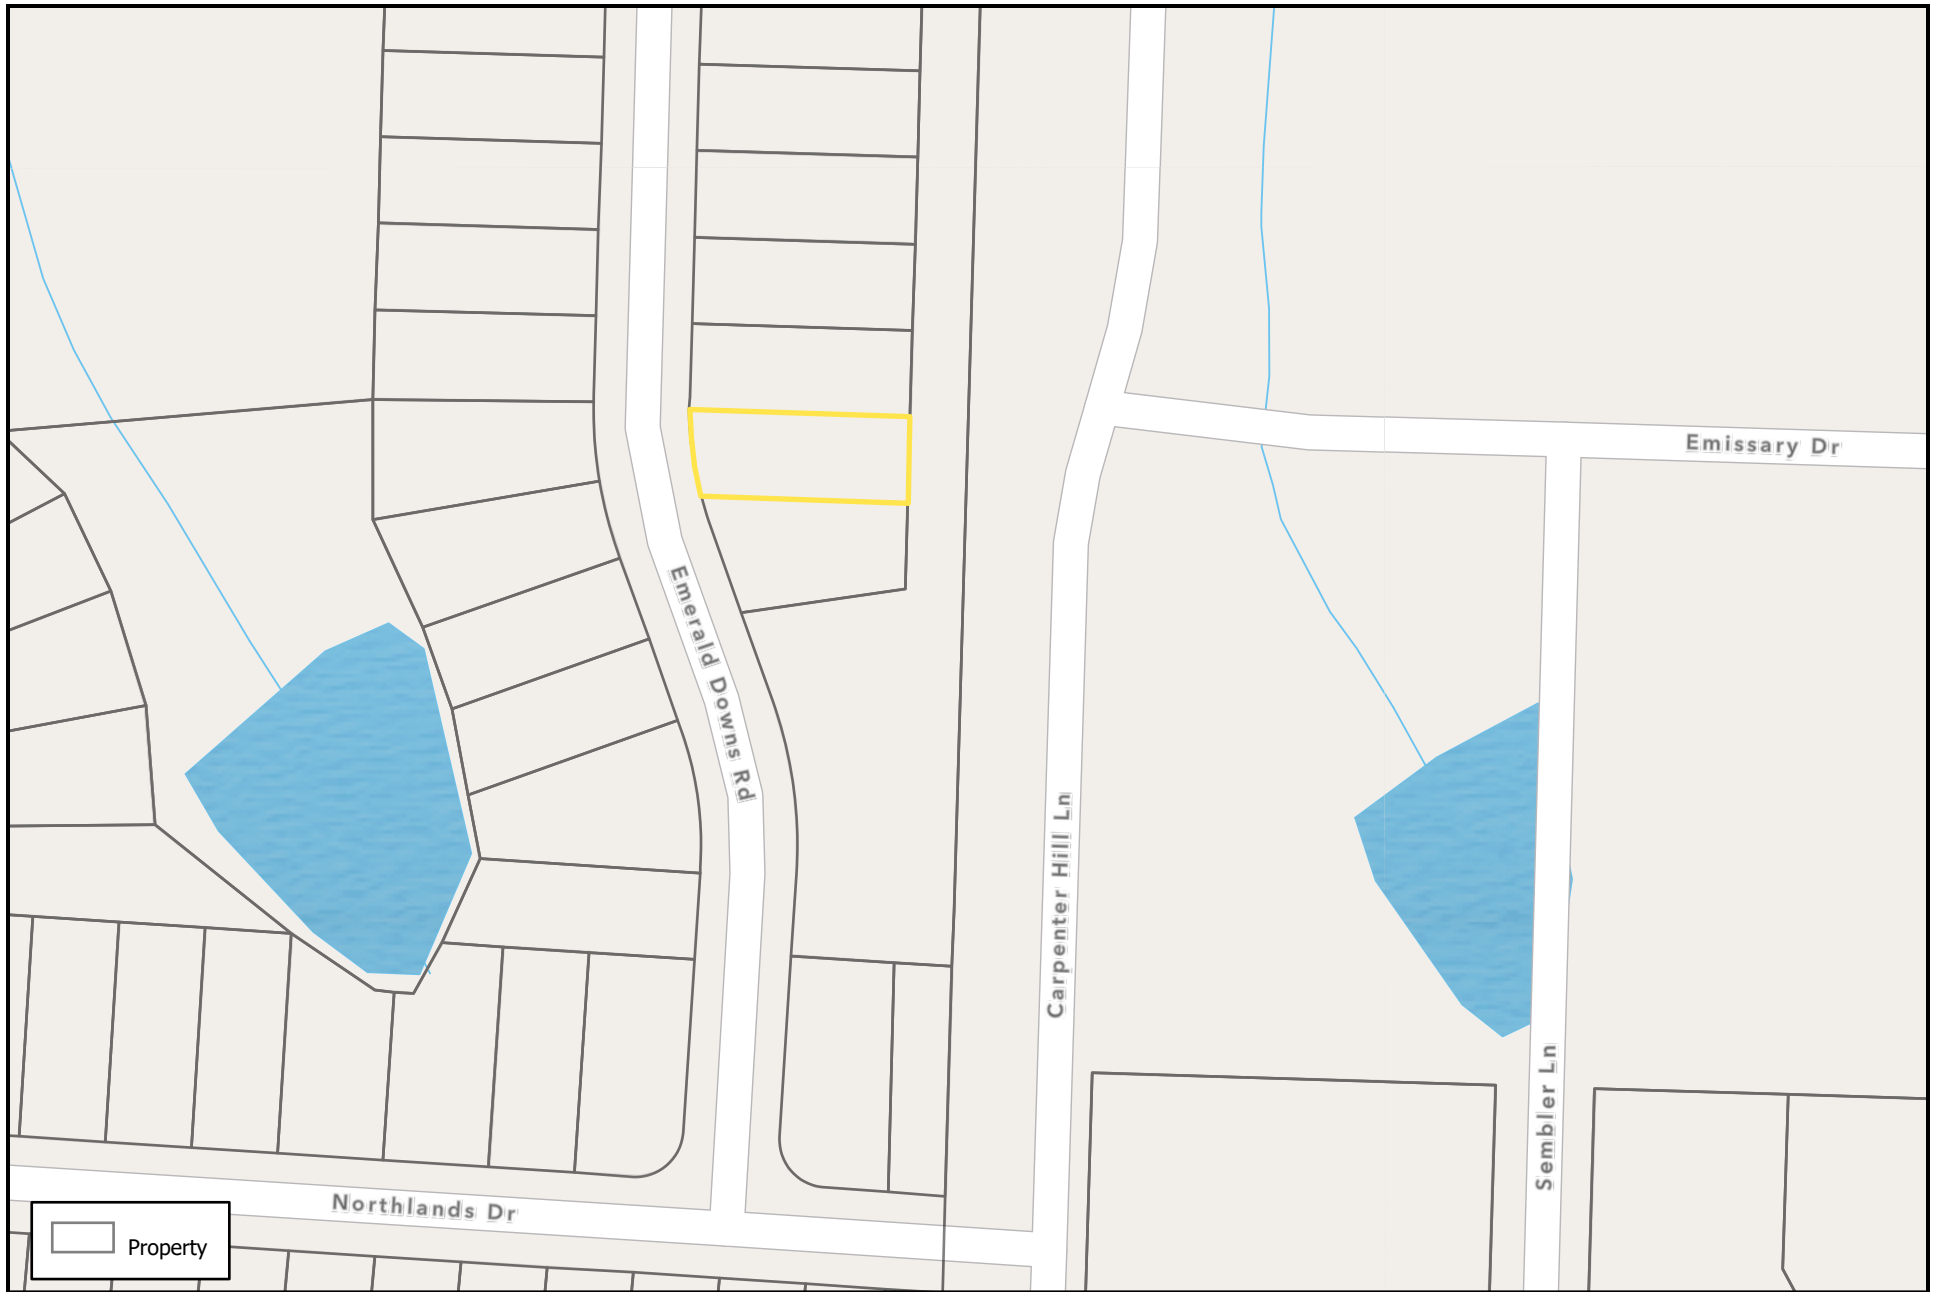 Emissary Dr
Emerald Downs Rd
Carpenter Hill Ln
Sembler Ln
Northlands Dr
Property